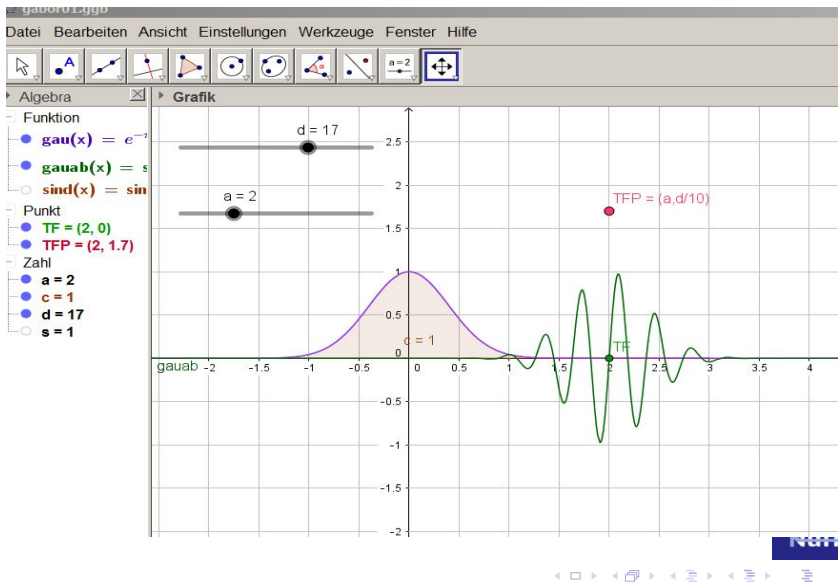 gabor01.ggb
Datei Bearbeiten Ansicht Einstellungen Werkzeuge Fenster Hilfe
A
a=2
Algebra
Grafik
Funktion
gau(x) = e
gauab(x) = s
sind(x) = sin
Punkt
TF = (2, 0)
TFP = (2, 1.7)
Zahl
a = 2
c = 1
d = 17
s = 1
d = 17
a = 2
TFP = (a,d/10)
c = 1
TF
gauab
2.5
2
1.5
1
0.5
0
-0.5
-1
-1.5
-2
-2 -1.5 -1 -0.5 0 0.5 1 1.5 2 2.5 3 3.5 4